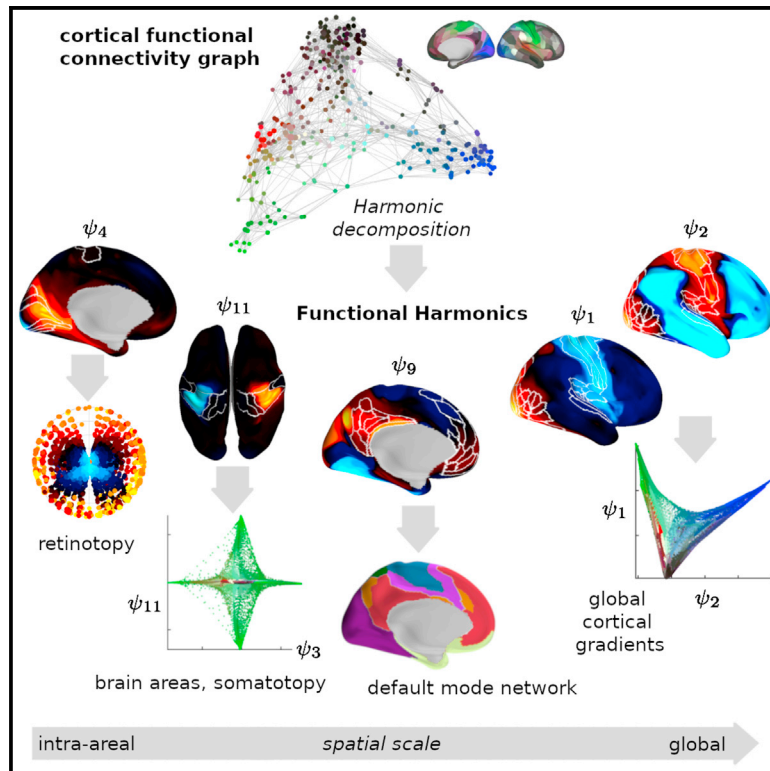 cortical functional
connectivity graph
Harmonic
decomposition
ψ4
ψ2
ψ11
Functional Harmonics
ψ1
ψ9
retinotopy
ψ1
ψ11
ψ3
ψ2
global
cortical
gradients
brain areas, somatotopy
default mode network
intra-areal
spatial scale
global